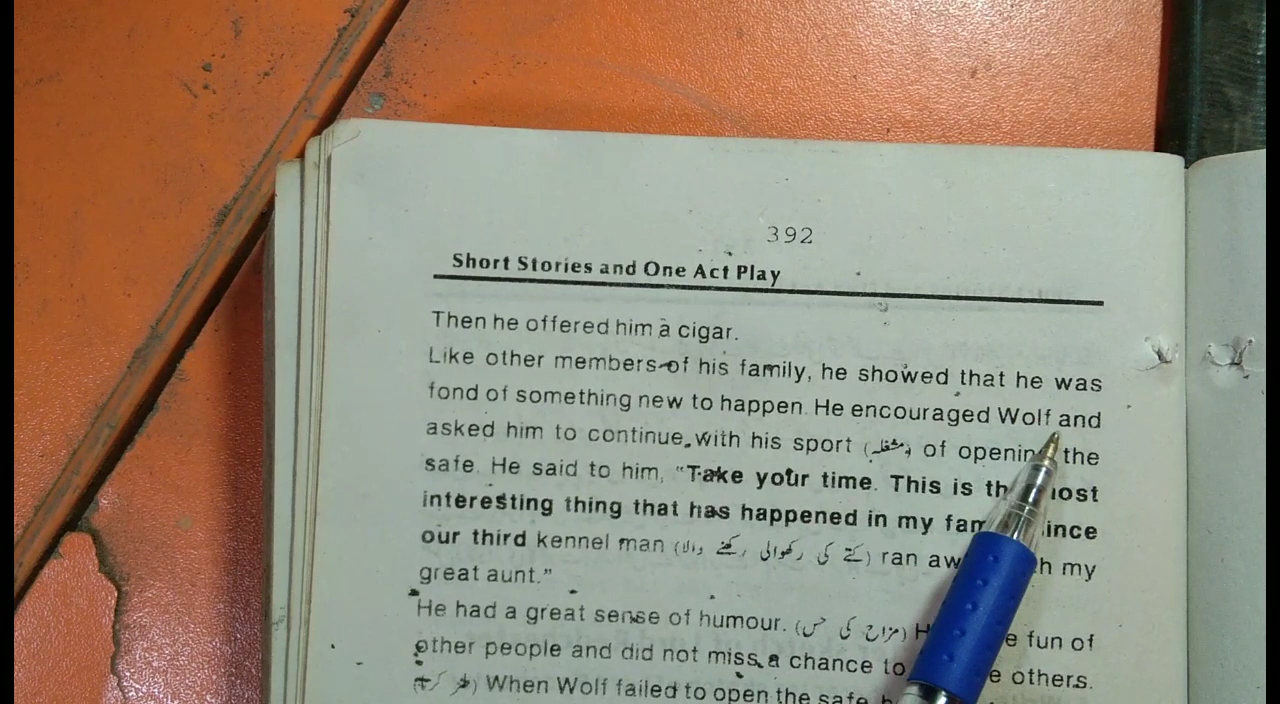 392
Short Stories and One Act Play
Then he offered him a cigar.
Like other members of his family, he showed that he was
fond of something new to happen. He encouraged Wolf and
asked him to continue with his sport (مشغلہ) of opening the
safe. He said to him, "Take your time. This is the most
interesting thing that has happened in my since
our third kennel man (کتے کی رکھوالی رکھنے والا) ran my
great aunt."
He had a great sense of humour. (مزاح کی حس) fun of
other people and did not miss a chance to others.
When Wolf failed to open the safe